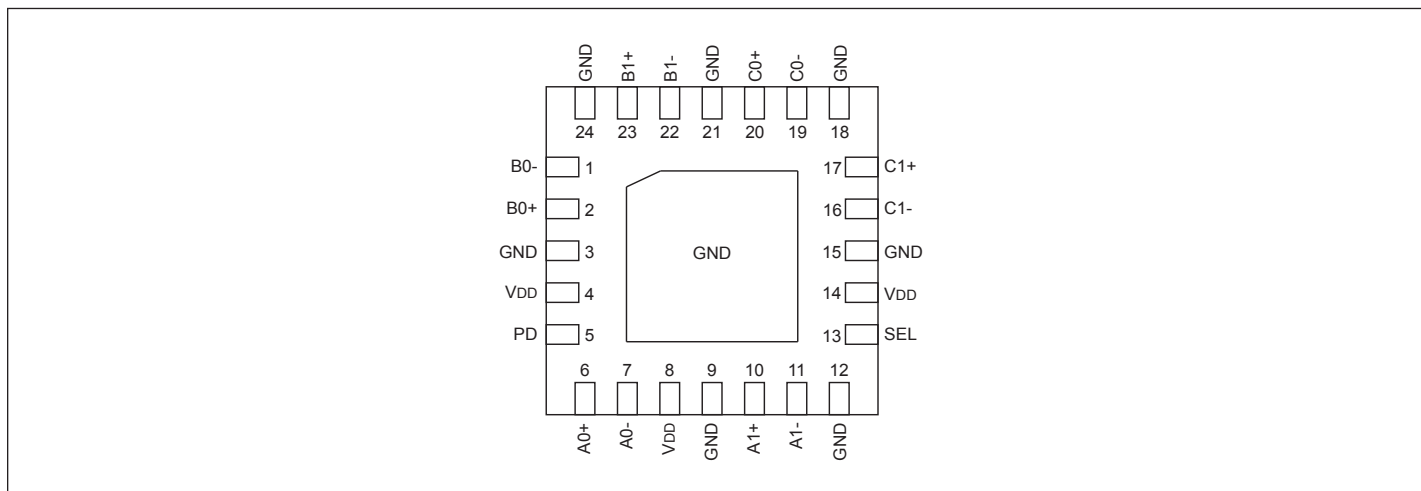 GND B1+ B1- GND C0+ C0- GND
24 23 22 21 20 19 18
B0- 1 17 C1+
B0+ 2 16 C1-
GND 3 GND 15 GND
VDD 4 14 VDD
PD 5 13 SEL
6 7 8 9 10 11 12
A0+ A0- VDD GND A1+ A1- GND